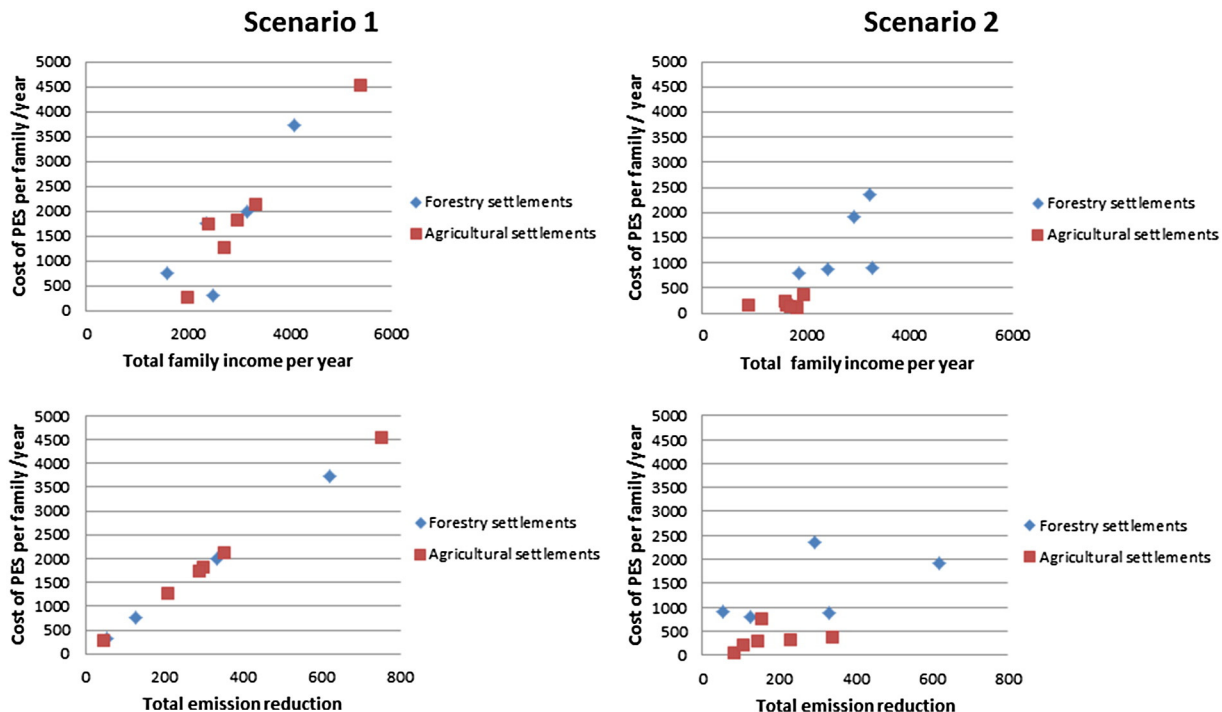 Scenario 1
Cost of PES per family /year
5000
4500
4000
3500
3000
2500
2000
1500
1000
500
0
0 2000 4000 6000
Total family income per year
Forestry settlements
Agricultural settlements
Scenario 2
Cost of PES per family / year
5000
4500
4000
3500
3000
2500
2000
1500
1000
500
0
0 2000 4000 6000
Total family income per year
Forestry settlements
Agricultural settlements
Cost of PES per family /year
5000
4500
4000
3500
3000
2500
2000
1500
1000
500
0
0 200 400 600 800
Total emission reduction
Forestry settlements
Agricultural settlements
Cost of PES per family /year
5000
4500
4000
3500
3000
2500
2000
1500
1000
500
0
0 200 400 600 800
Total emission reduction
Forestry settlements
Agricultural settlements